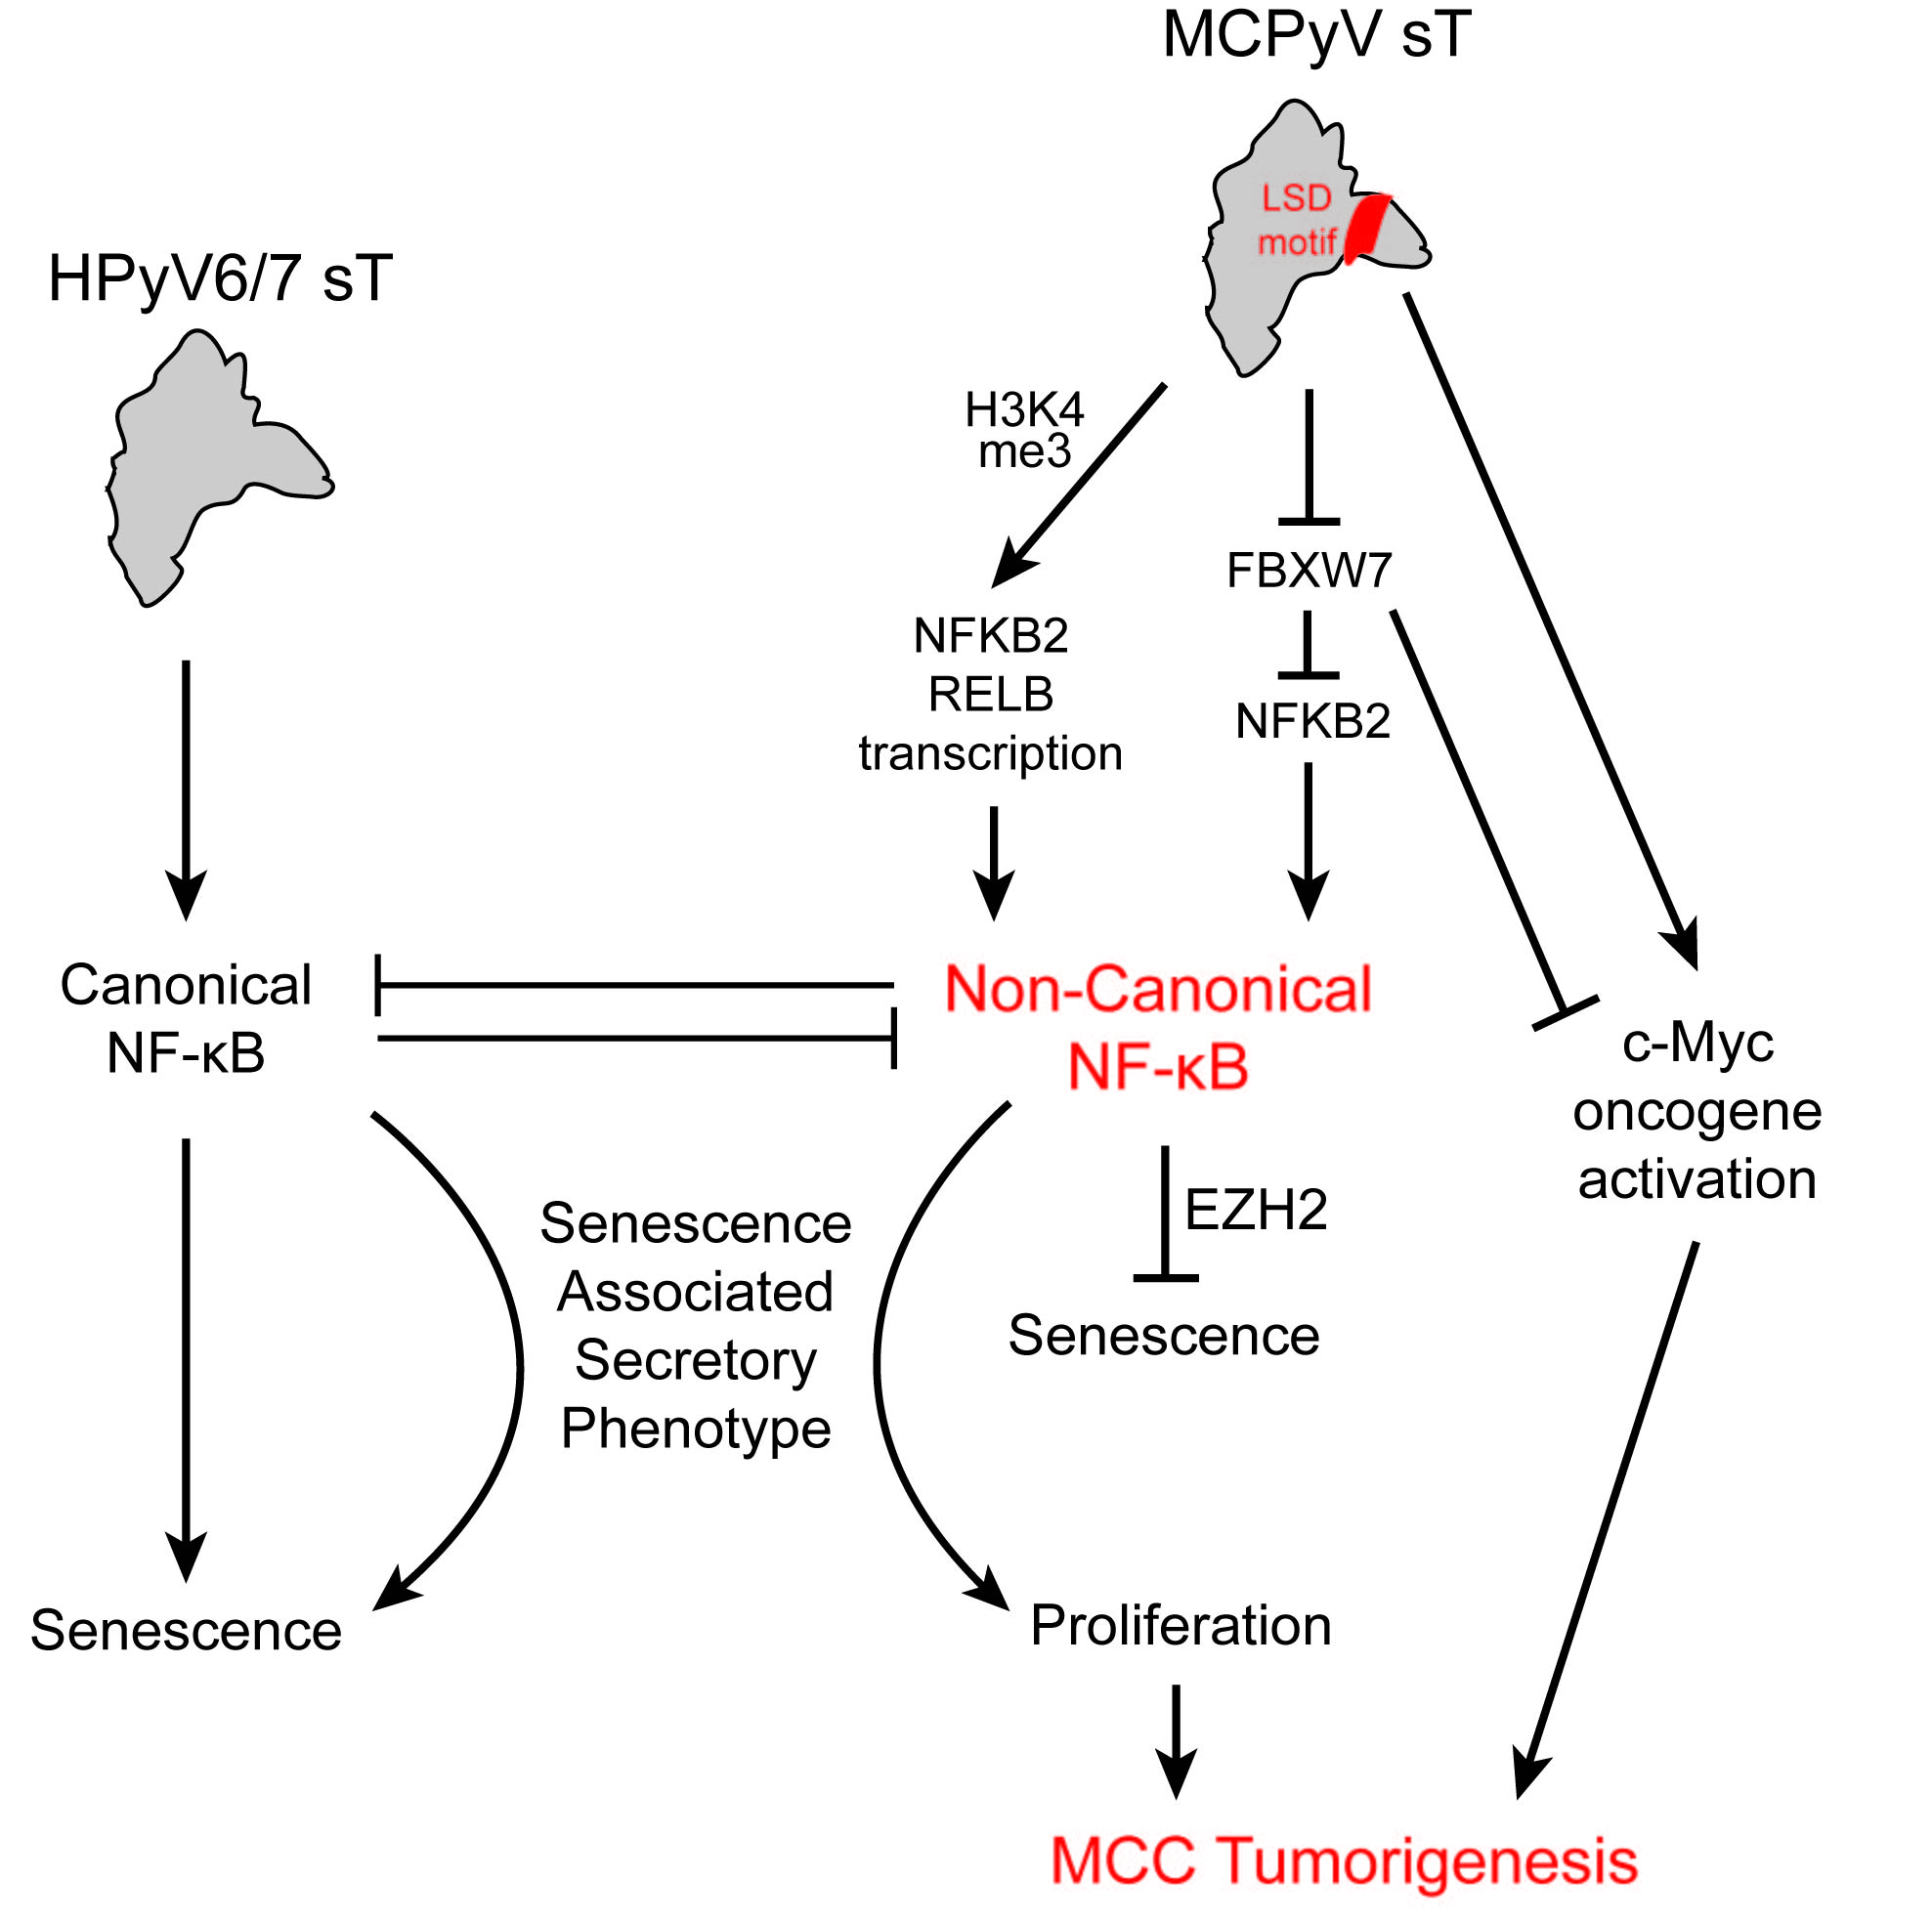 MCPyV sT
LSD
motif
HPyV6/7 sT
H3K4
me3
FBXW7
NFKB2
RELB
transcription
NFKB2
Canonical
NF-κB
Non-Canonical
NF-κB
c-Myc
oncogene
activation
Senescence
Associated
Secretory
Phenotype
EZH2
Senescence
Senescence
Proliferation
MCC Tumorigenesis